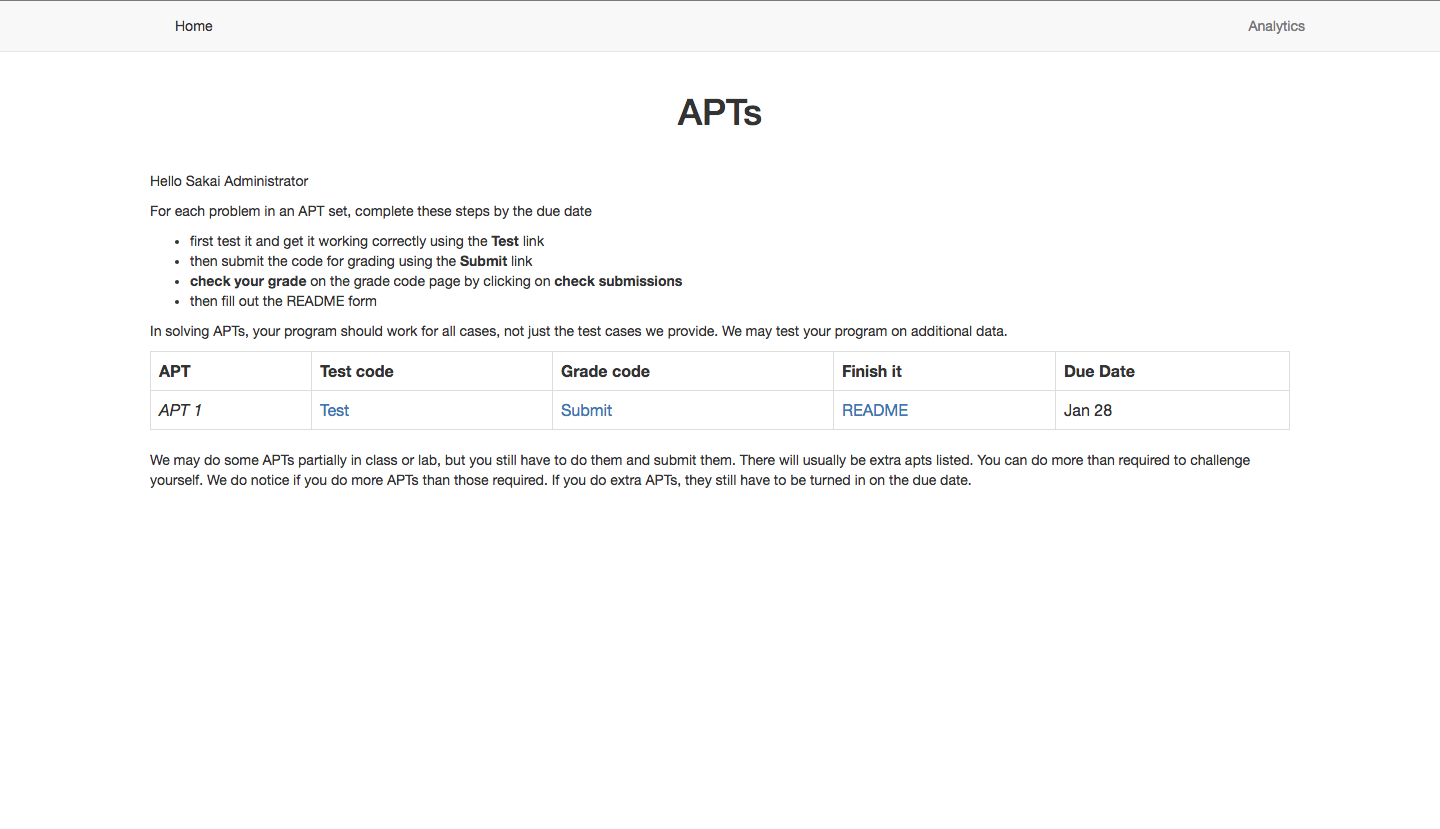 Home
Analytics
APTs
Hello Sakai Administrator
For each problem in an APT set, complete these steps by the due date
first test it and get it working correctly using the Test link
then submit the code for grading using the Submit link
check your grade on the grade code page by clicking on check submissions
then fill out the README form
In solving APTs, your program should work for all cases, not just the test cases we provide. We may test your program on additional data.
APT Test code Grade code Finish it Due Date
APT 1 Test Submit README Jan 28
We may do some APTs partially in class or lab, but you still have to do them and submit them. There will usually be extra apts listed. You can do more than required to challenge
yourself. We do notice if you do more APTs than those required. If you do extra APTs, they still have to be turned in on the due date.